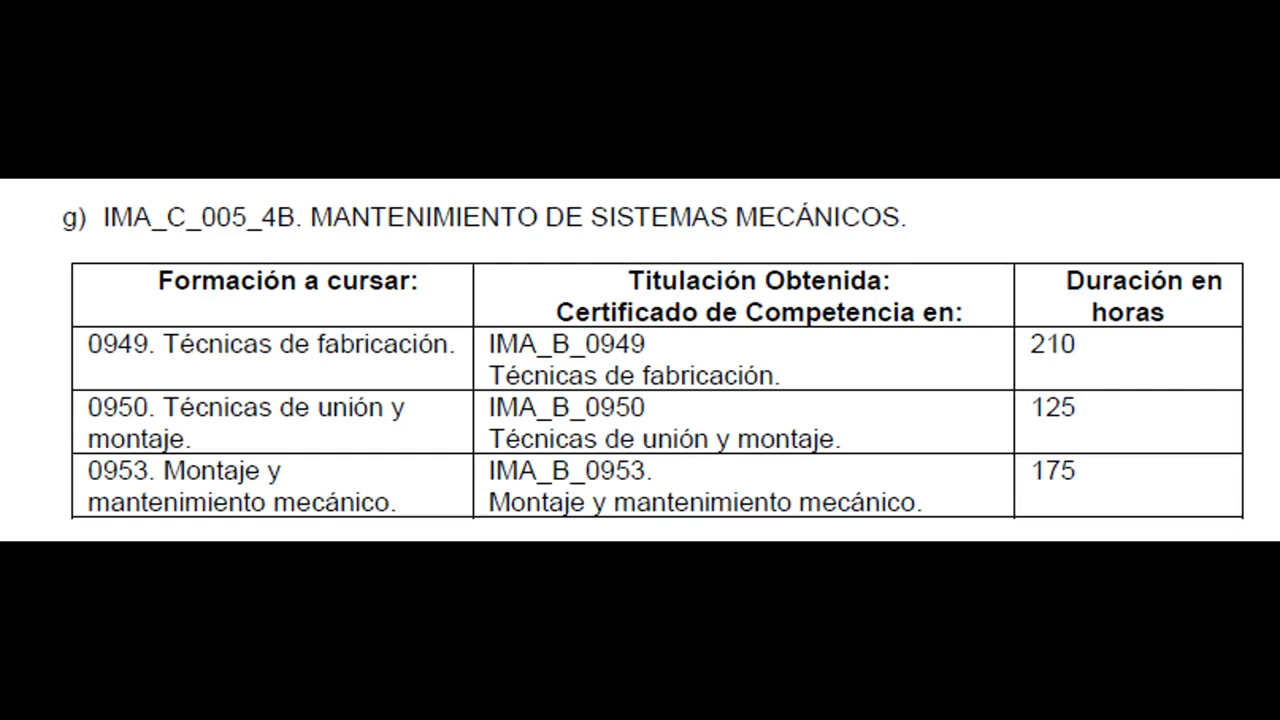 g) IMA_C_005_4B. MANTENIMIENTO DE SISTEMAS MECÁNICOS.
Formación a cursar:
Titulación Obtenida:
Certificado de Competencia en:
Duración en
horas
0949. Técnicas de fabricación.
IMA_B_0949
Técnicas de fabricación.
210
0950. Técnicas de unión y
montaje.
IMA_B_0950
Técnicas de unión y montaje.
125
0953. Montaje y
mantenimiento mecánico.
IMA_B_0953.
Montaje y mantenimiento mecánico.
175